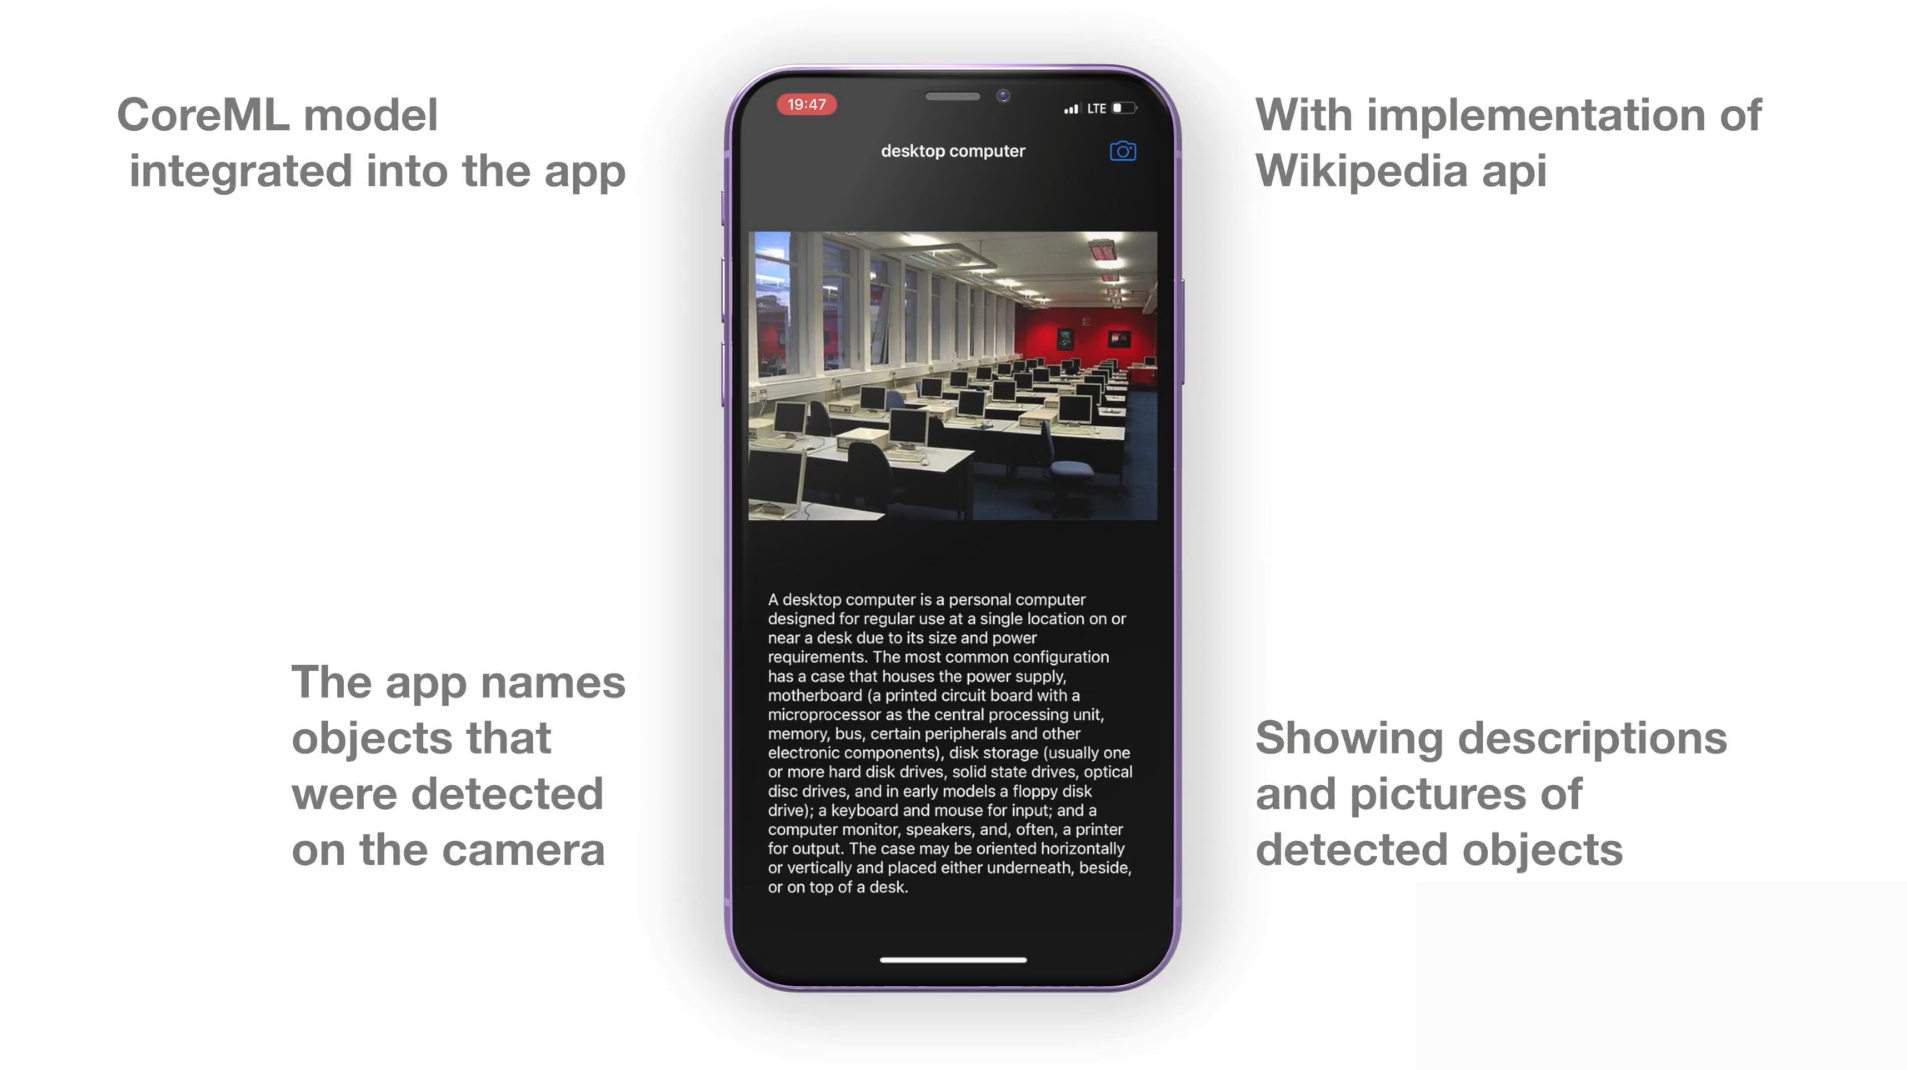 CoreML model
integrated into the app
The app names
objects that
were detected
on the camera
19:47
LTE
desktop computer
A desktop computer is a personal computer
designed for regular use at a single location on or
near a desk due to its size and power
requirements. The most common configuration
has a case that houses the power supply,
motherboard (a printed circuit board with a
microprocessor as the central processing unit,
memory, bus, certain peripherals and other
electronic components), disk storage (usually one
or more hard disk drives, solid state drives, optical
disc drives, and in early models a floppy disk
drive); a keyboard and mouse for input; and a
computer monitor, speakers, and, often, a printer
for output. The case may be oriented horizontally
or vertically and placed either underneath, beside,
or on top of a desk.
With implementation of
Wikipedia api
Showing descriptions
and pictures of
detected objects